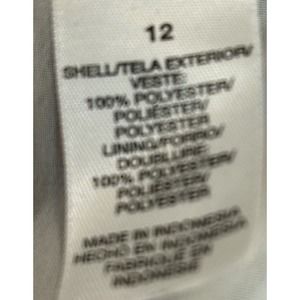 12
SHELL/TELA EXTERIOR/
VESTE:
100% POLYESTER/
POLIÉSTER/
POLYESTER
LINING/FORRO/
DOUBLURE:
100% POLYESTER/
POLIÉSTER/
POLYESTER
MADE IN INDONESIA
HECHO EN INDONESIA
FABRIQUÉ EN
INDONÉSIE